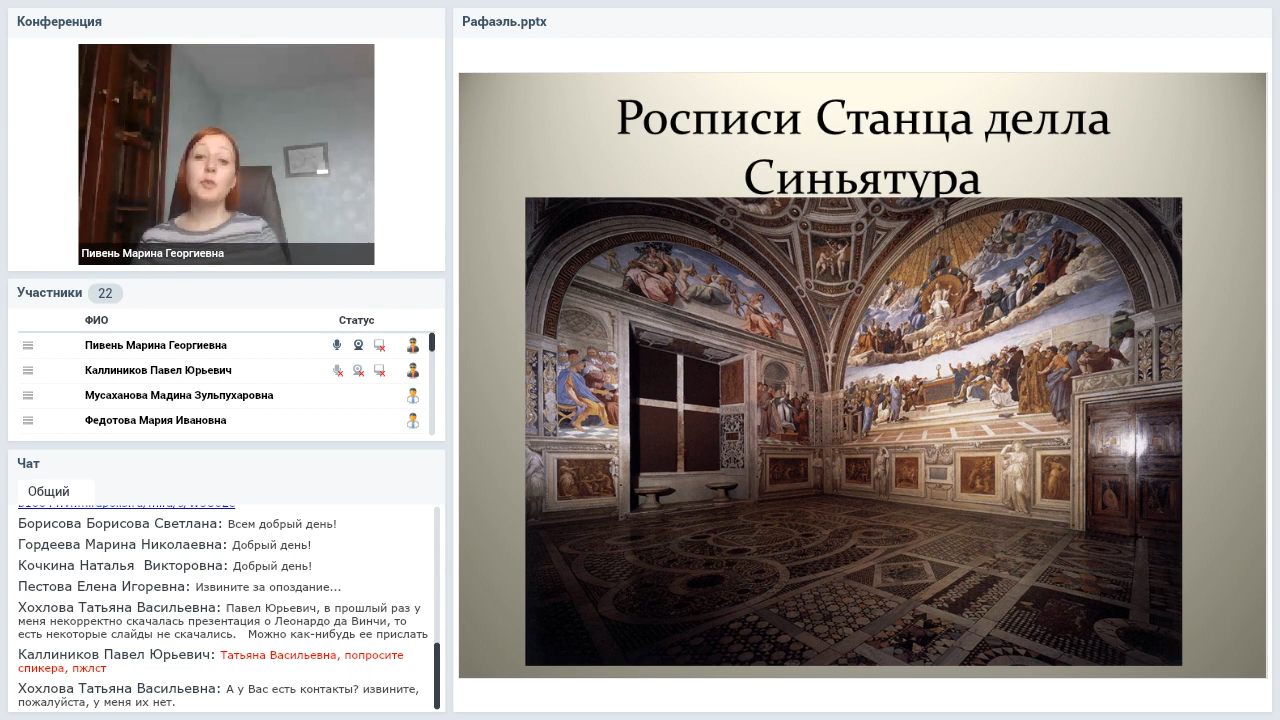 Конференция
Пивень Марина Георгиевна
Участники 22
ФИО Статус
Пивень Марина Георгиевна
Каллиников Павел Юрьевич
Мусаханова Мадина Зульпухаровна
Федотова Мария Ивановна
Чат
Общий
Борисова Борисова Светлана: Всем добрый день!
Гордеева Марина Николаевна: Добрый день!
Кочкина Наталья Викторовна: Добрый день!
Пестова Елена Игоревна: Извините за опоздание...
Хохлова Татьяна Васильевна: Павел Юрьевич, в прошлый раз у
меня некорректно скачалась презентация о Леонардо да Винчи, то
есть некоторые слайды не скачались. Можно как-нибудь ее прислать
Каллиников Павел Юрьевич: Татьяна Васильевна, попросите
спикера, пжлст
Хохлова Татьяна Васильевна: А у Вас есть контакты? извините,
пожалуйста, у меня их нет.
Рафаэль.pptx
Росписи Станца делла
Синьятура